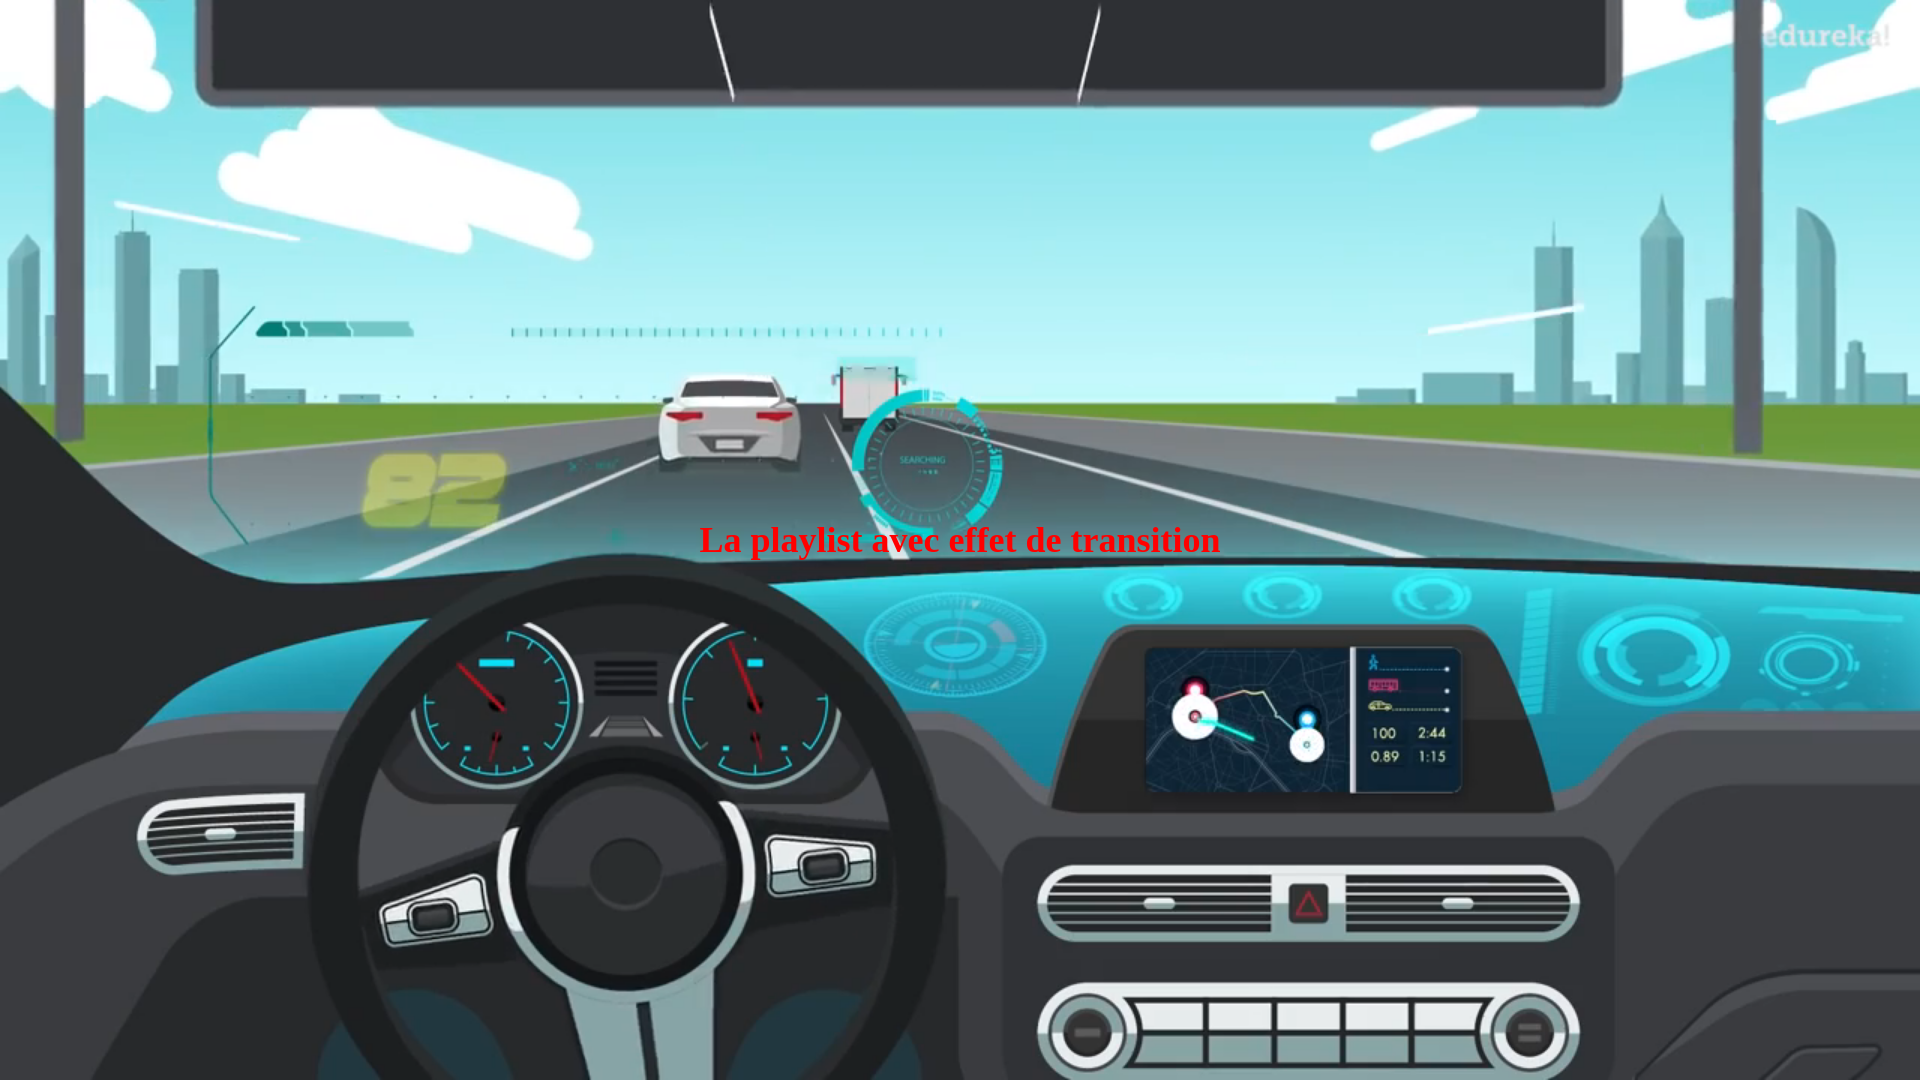 edureka!
82
SEARCHING
La playlist avec effet de transition
100 2:44
0.89 1:15